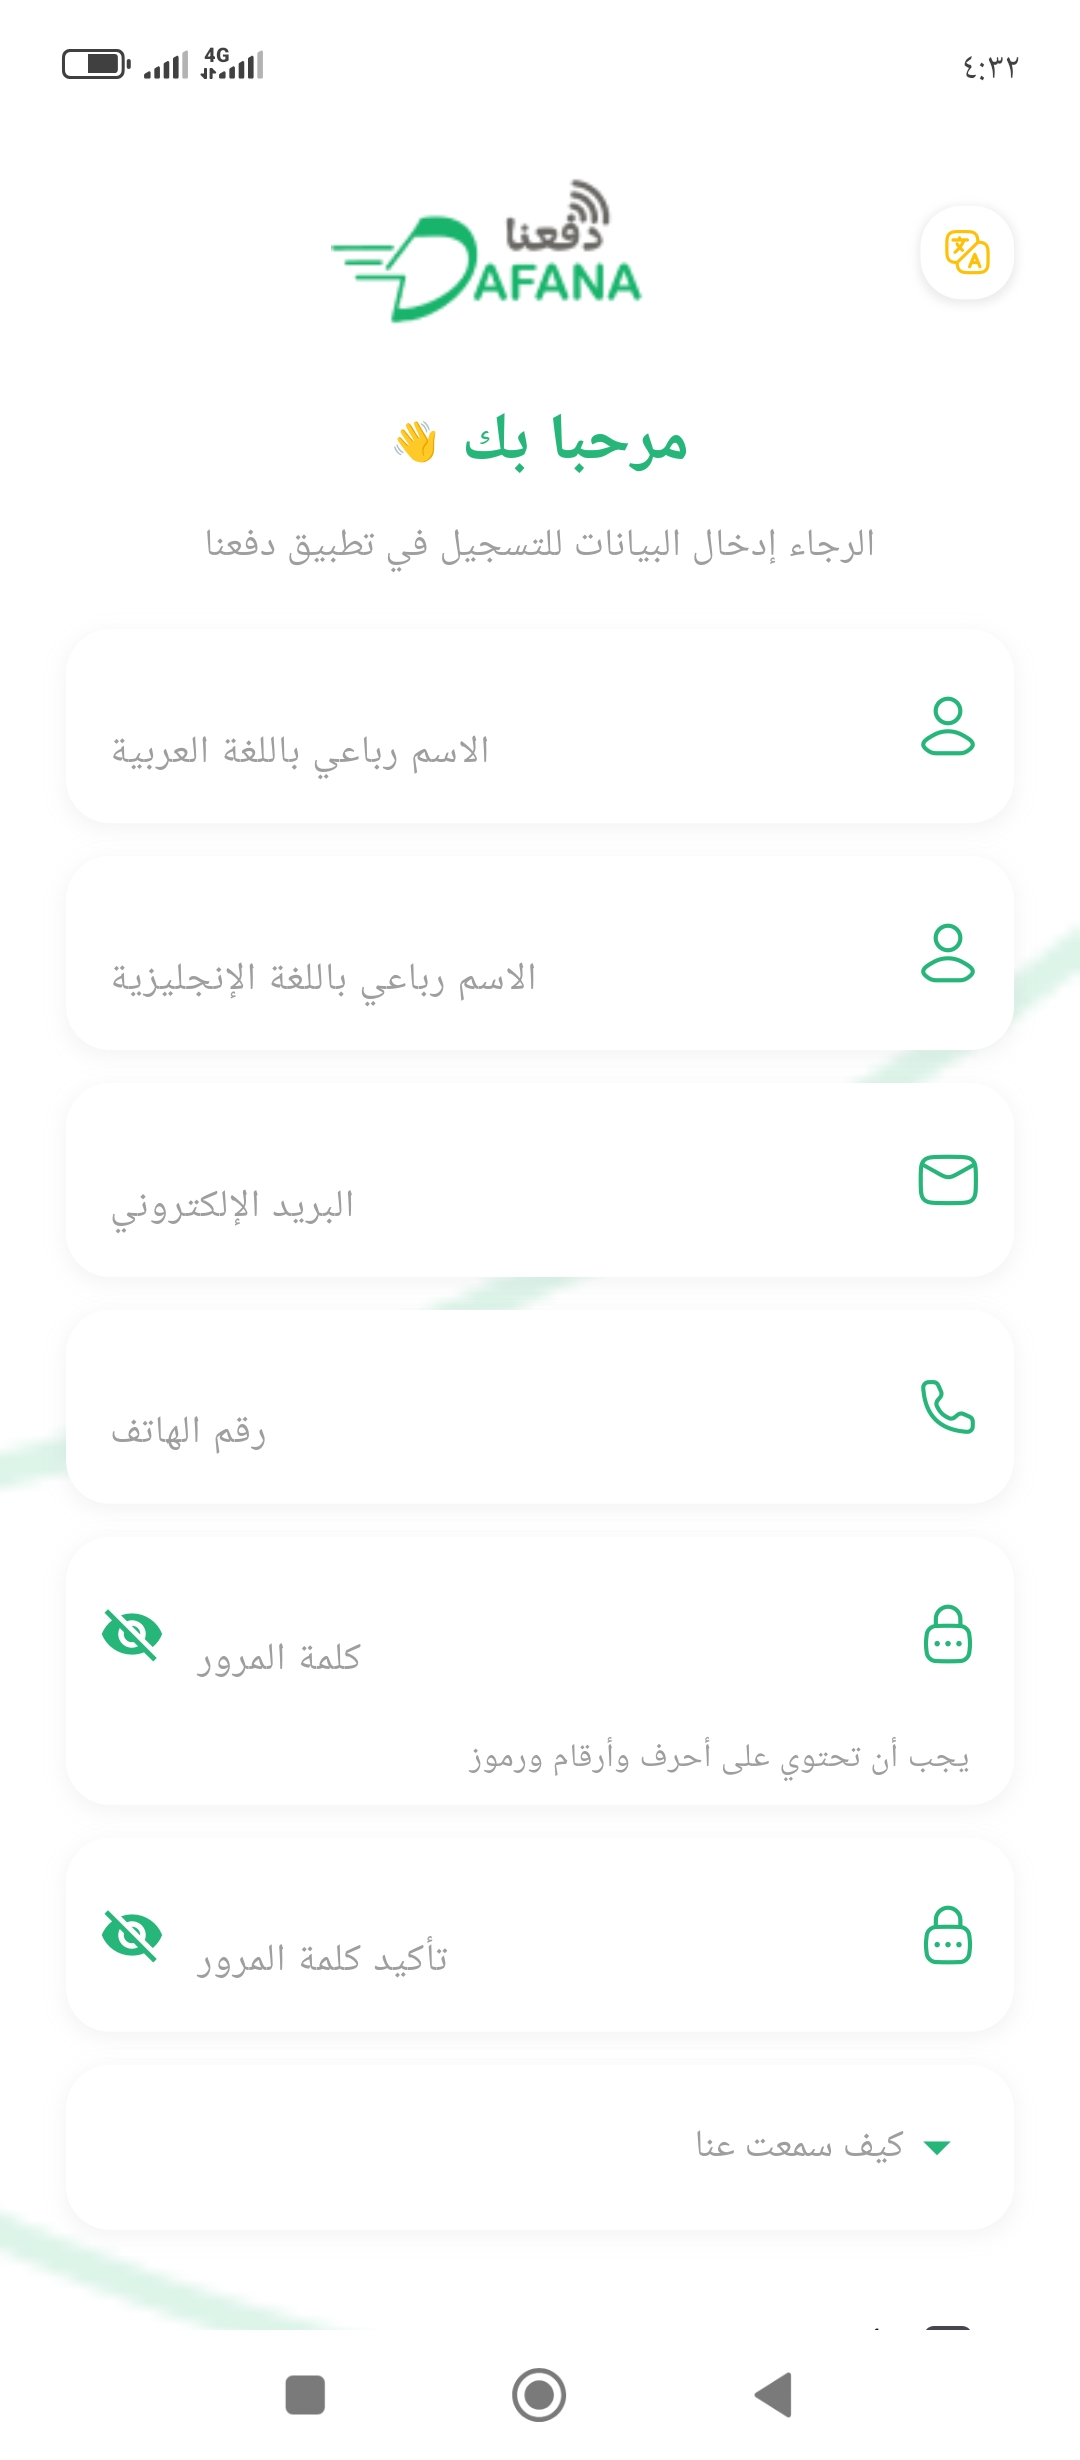 4G
٤:٣٢
دفعنا
DAFANA
مرحبا بك 👋
الرجاء إدخال البيانات للتسجيل في تطبيق دفعنا
الاسم رباعي باللغة العربية
الاسم رباعي باللغة الإنجليزية
البريد الإلكتروني
رقم الهاتف
كلمة المرور
يجب أن تحتوي على أحرف وأرقام ورموز
تأكيد كلمة المرور
كيف سمعت عنا